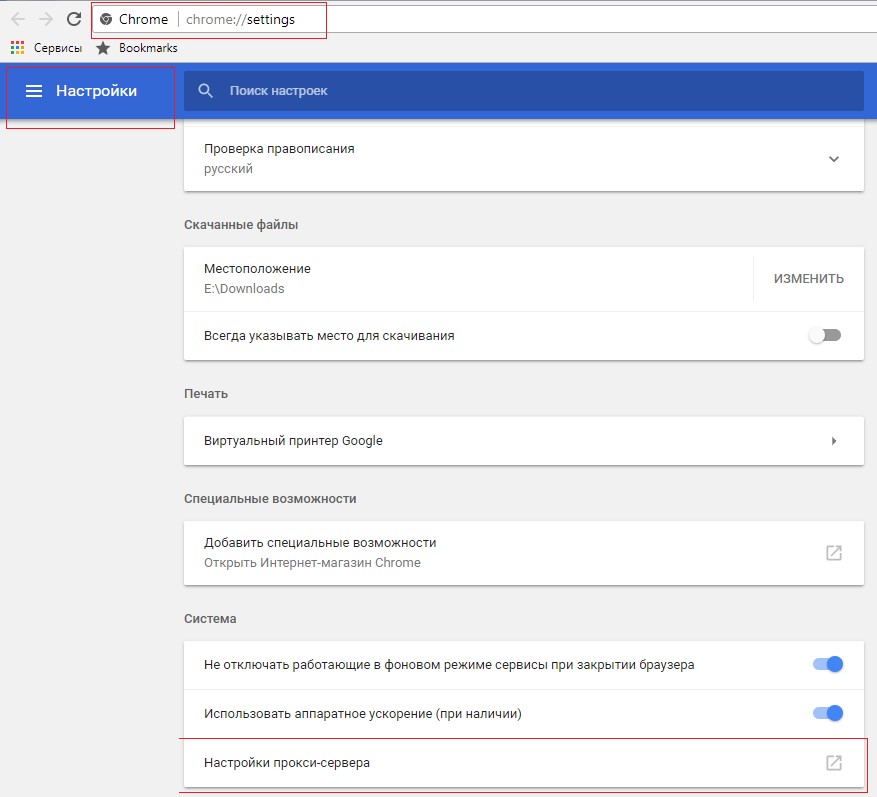 Chrome | chrome://settings
Сервисы Bookmarks
Настройки Поиск настроек
Проверка правописания
русский
Скачанные файлы
Местоположение
E:\Downloads
ИЗМЕНИТЬ
Всегда указывать место для скачивания
Печать
Виртуальный принтер Google
Специальные возможности
Добавить специальные возможности
Открыть Интернет-магазин Chrome
Система
Не отключать работающие в фоновом режиме сервисы при закрытии браузера
Использовать аппаратное ускорение (при наличии)
Настройки прокси-сервера